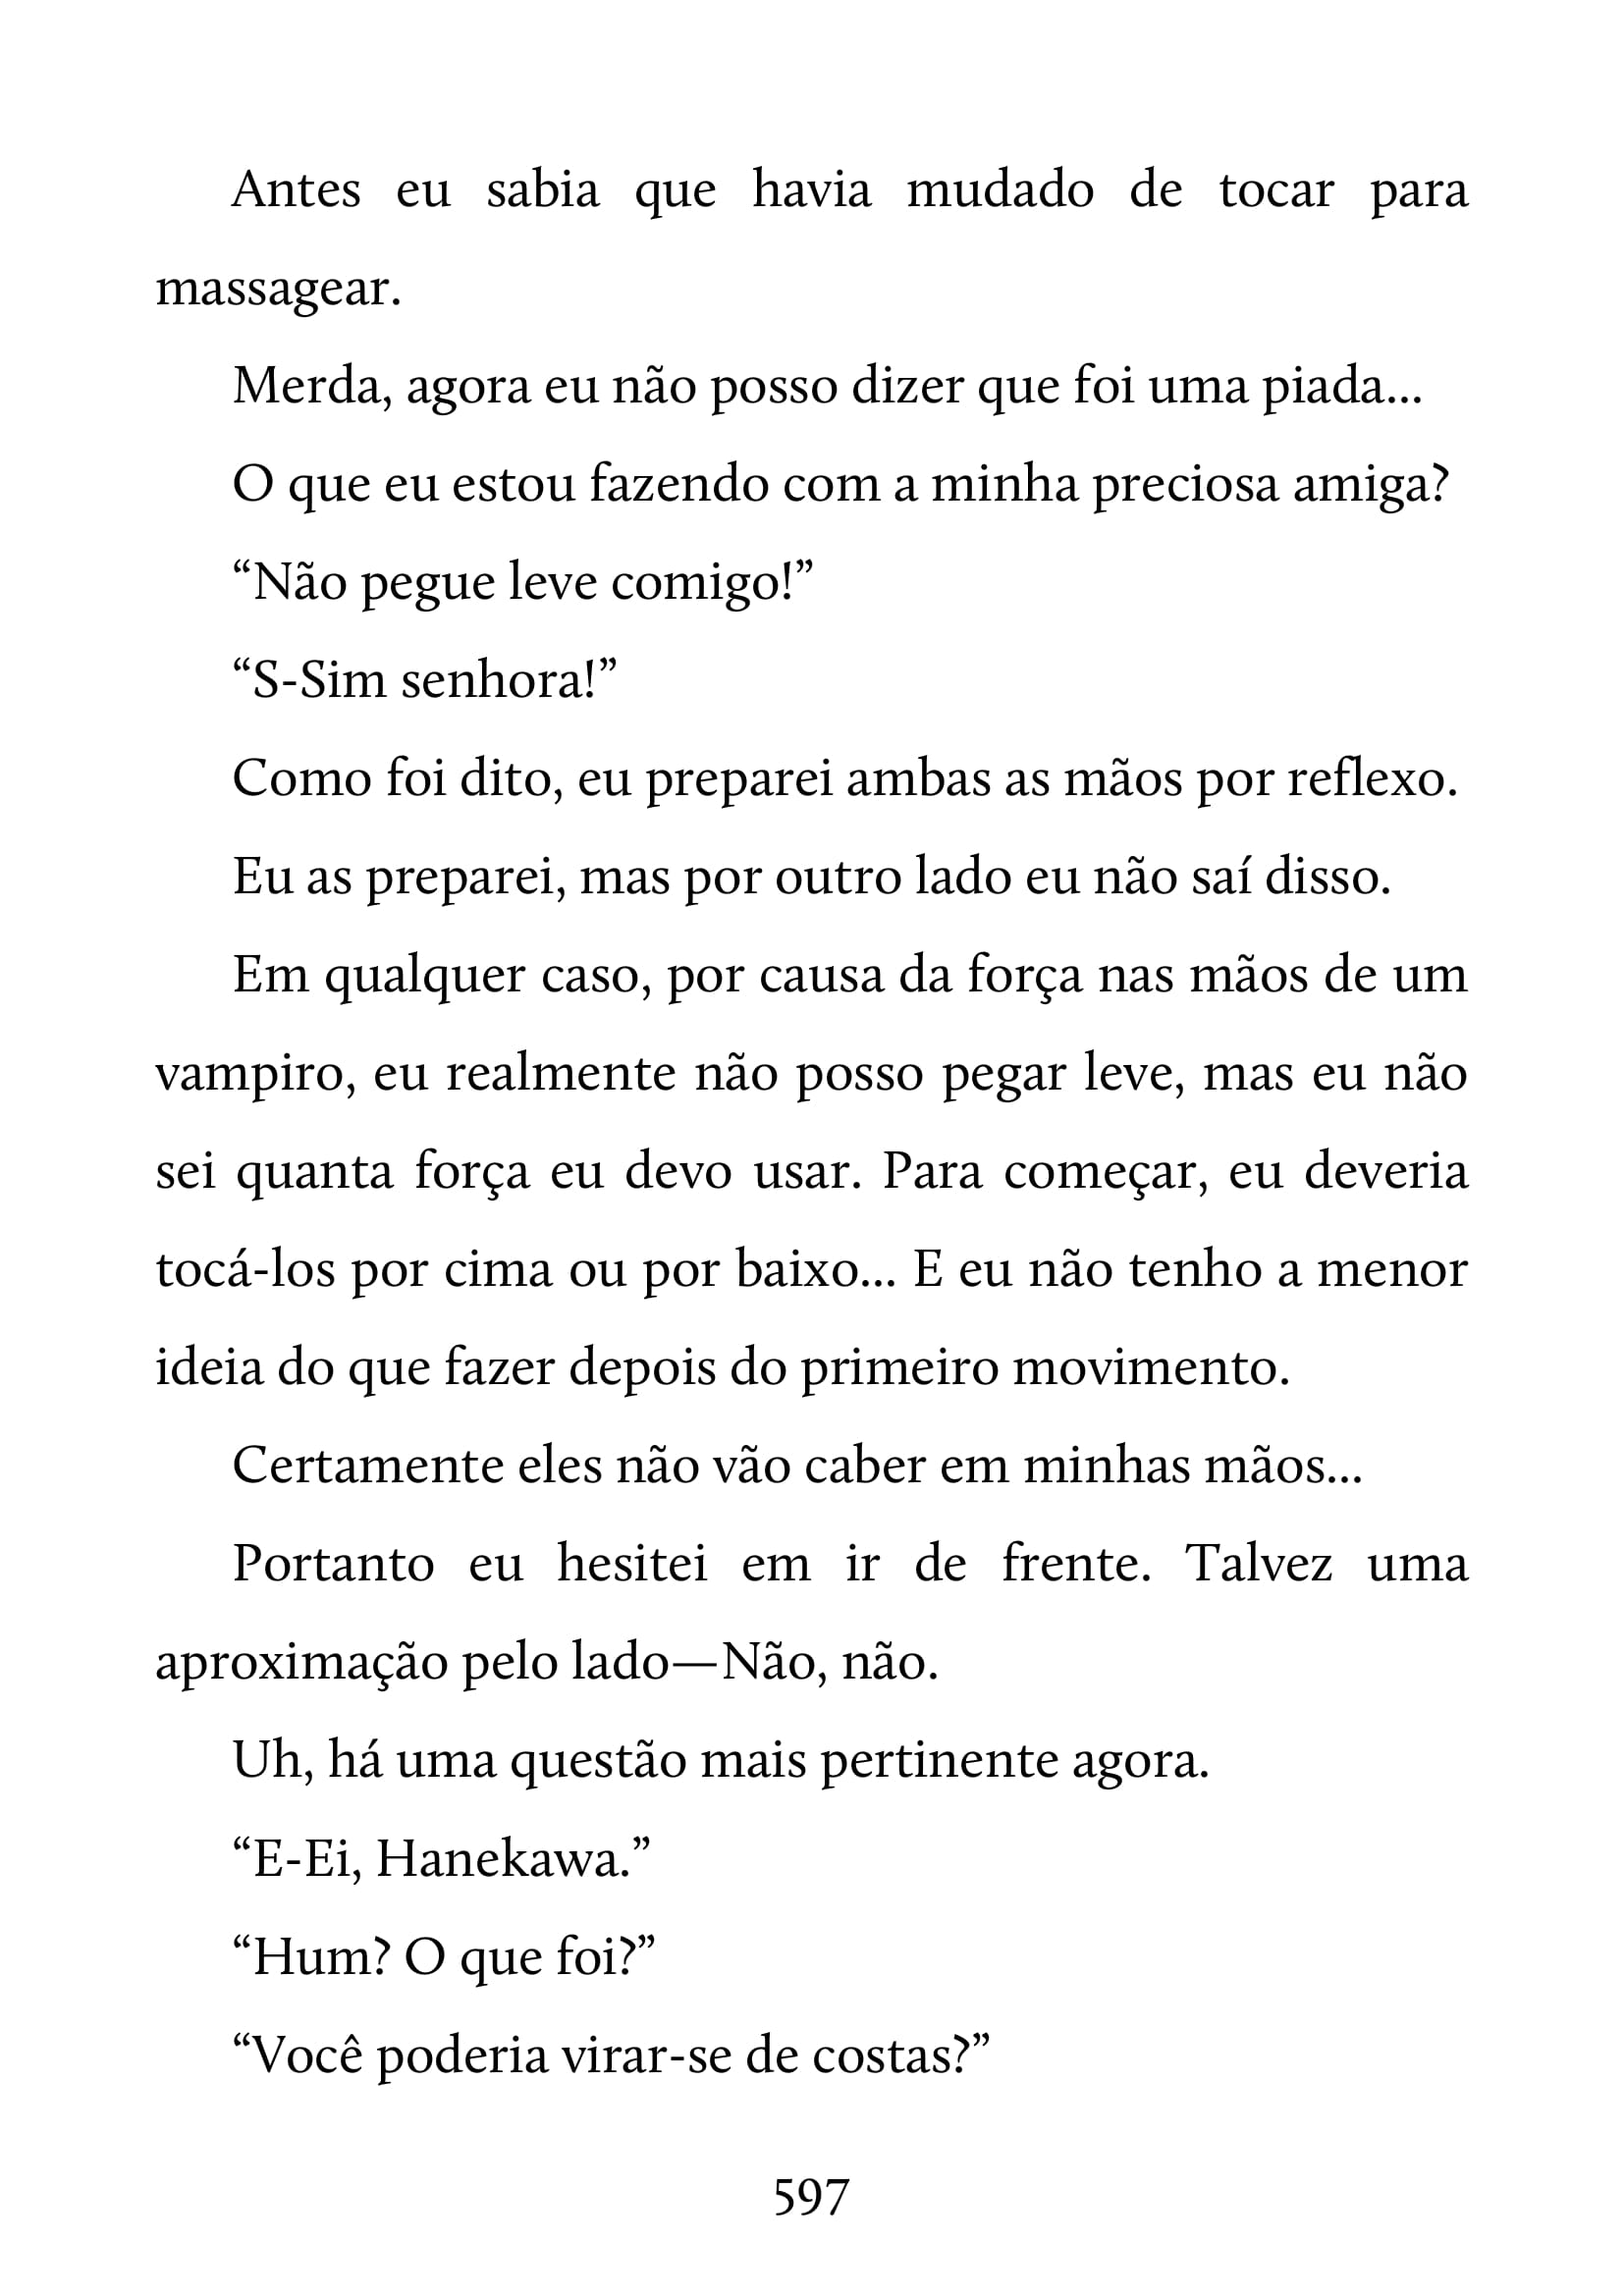 Antes eu sabia que havia mudado de tocar para
massagear.
Merda, agora eu não posso dizer que foi uma piada...
O que eu estou fazendo com a minha preciosa amiga?
“Não pegue leve comigo!”
“S-Sim senhora!”
Como foi dito, eu preparei ambas as mãos por reflexo.
Eu as preparei, mas por outro lado eu não saí disso.
Em qualquer caso, por causa da força nas mãos de um
vampiro, eu realmente não posso pegar leve, mas eu não
sei quanta força eu devo usar. Para começar, eu deveria
tocá-los por cima ou por baixo... E eu não tenho a menor
ideia do que fazer depois do primeiro movimento.
Certamente eles não vão caber em minhas mãos...
Portanto eu hesitei em ir de frente. Talvez uma
aproximação pelo lado—Não, não.
Uh, há uma questão mais pertinente agora.
“E-Ei, Hanekawa.”
“Hum? O que foi?”
“Você poderia virar-se de costas?”
597